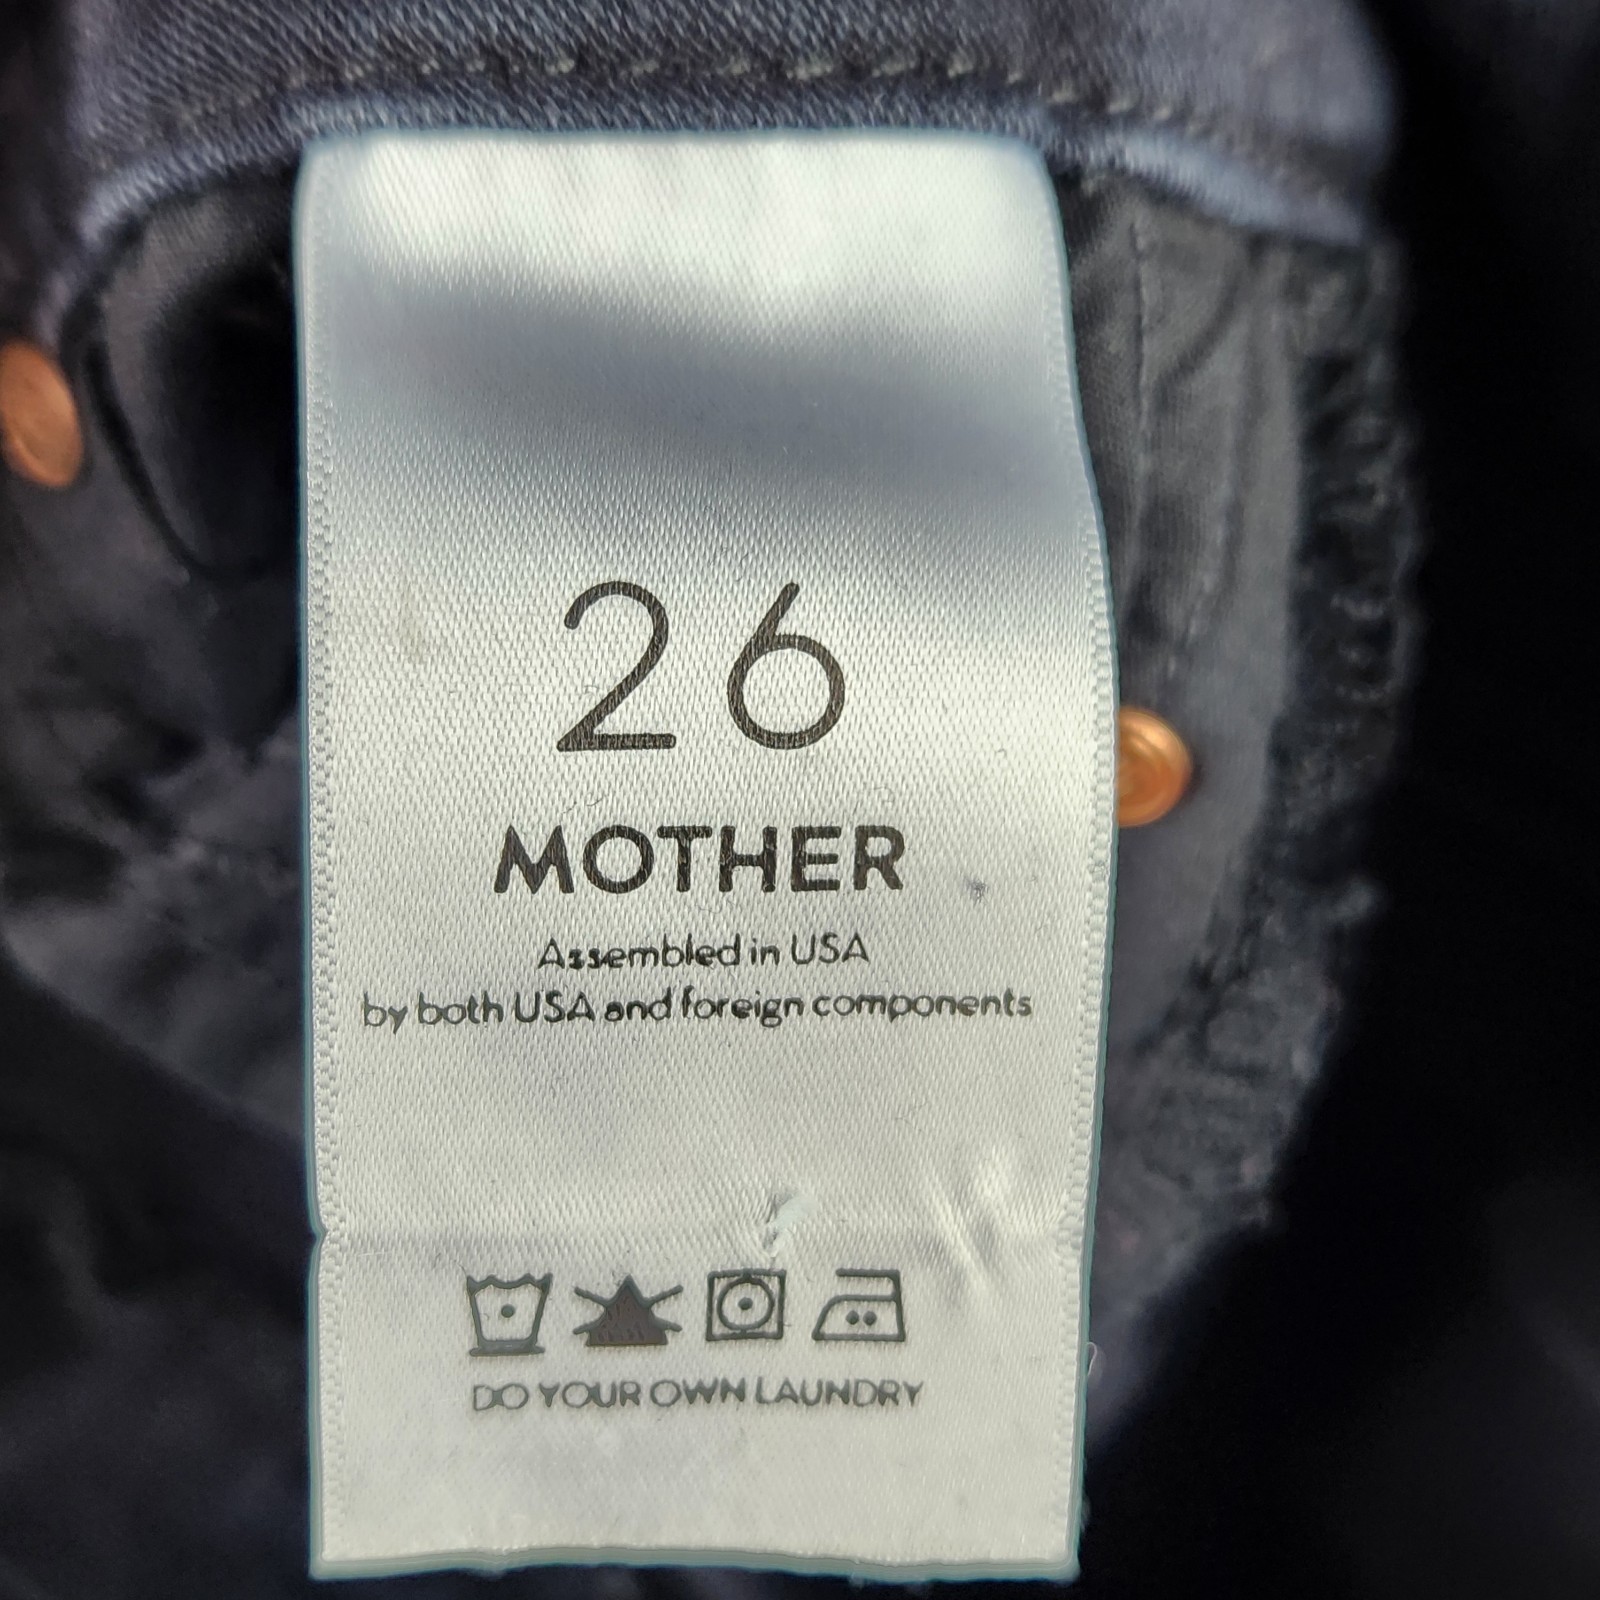 26
MOTHER
Assembled in USA
by both USA and foreign components
DO YOUR OWN LAUNDRY